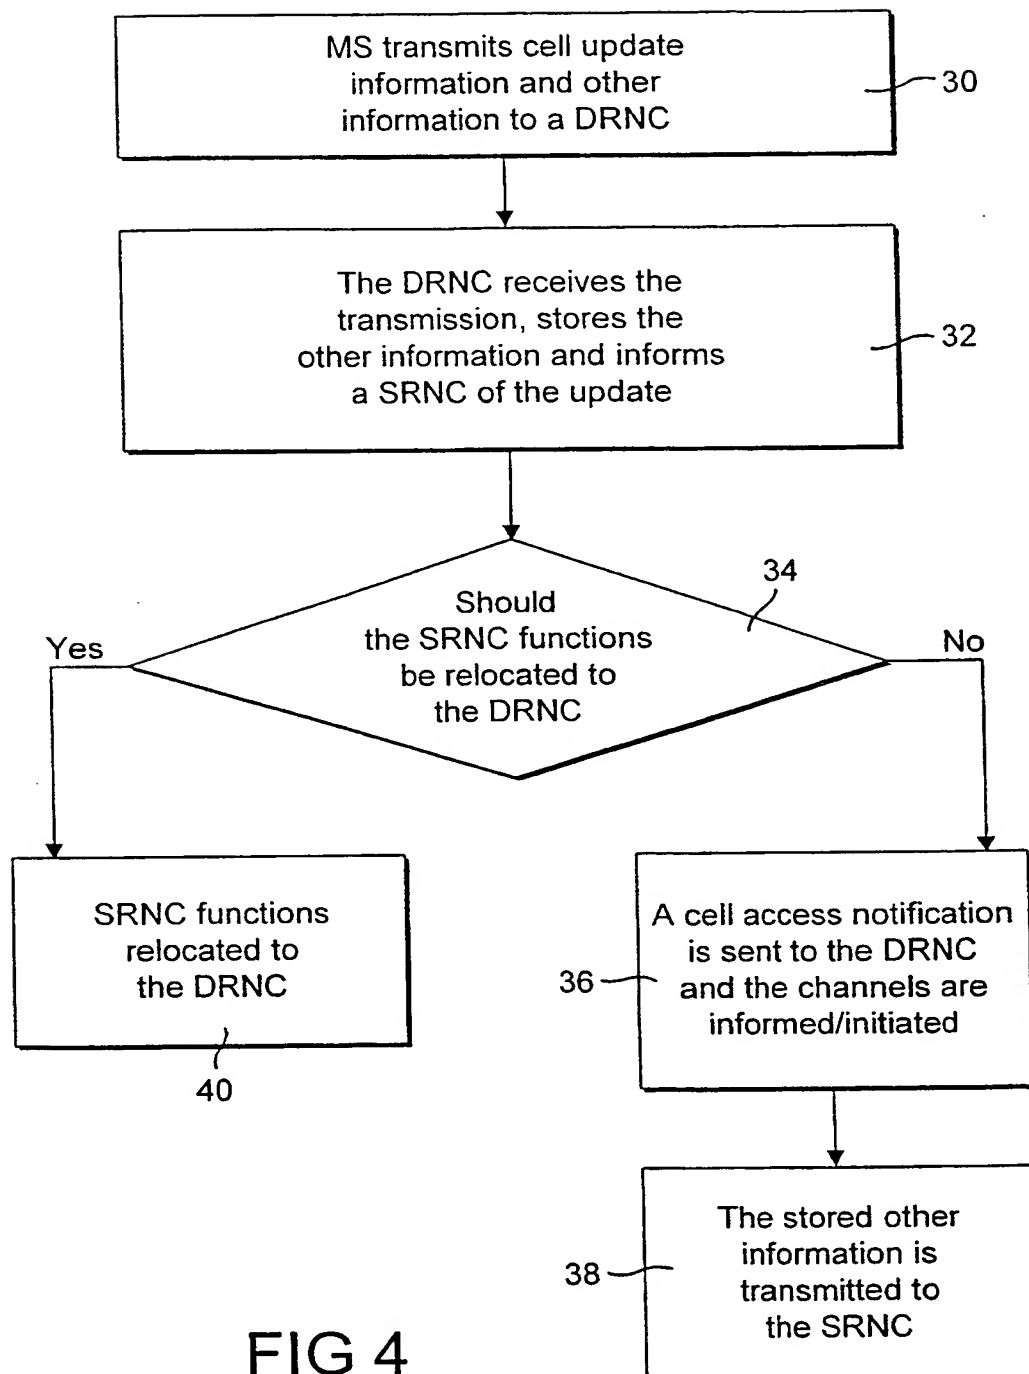 MS transmits cell update
information and other
information to a DRNC
30
The DRNC receives the
transmission, stores the
other information and informs
a SRNC of the update
32
34
Should
the SRNC functions
be relocated to
the DRNC
Yes
No
SRNC functions
relocated to
the DRNC
40
A cell access notification
is sent to the DRNC
and the channels are
informed/initiated
36
The stored other
information is
transmitted to
the SRNC
38
FIG 4